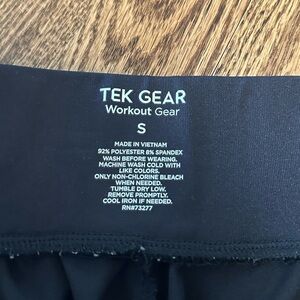 TEK GEAR
Workout Gear
S
MADE IN VIETNAM
92% POLYESTER 8% SPANDEX
WASH BEFORE WEARING.
MACHINE WASH COLD WITH
LIKE COLORS.
ONLY NON-CHLORINE BLEACH
WHEN NEEDED.
TUMBLE DRY LOW.
REMOVE PROMPTLY.
COOL IRON IF NEEDED.
RN#73277